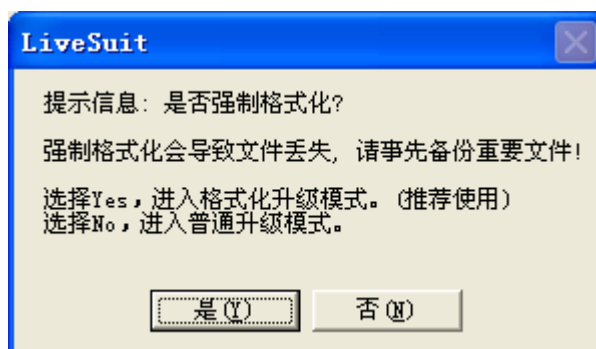 LiveSuit
提示信息: 是否强制格式化?
强制格式化会导致文件丢失, 请事先备份重要文件!
选择Yes，进入格式化升级模式。(推荐使用)
选择No，进入普通升级模式。
是(Y) 否(N)